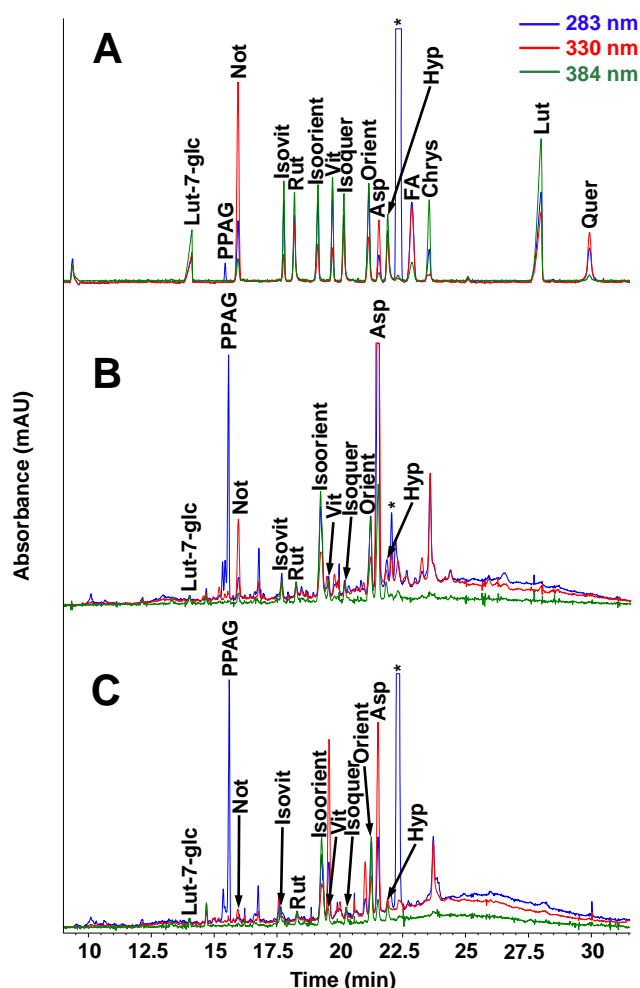 283 nm
330 nm
384 nm
A
Lut-7-glc
PPAG
Not
Isovit
Rut
Isoorient
Vit
Isoquer
Orient
Asp
Hyp
*
FA
Chrys
Lut
Quer
Absorbance (mAU)
B
Lut-7-glc
PPAG
Not
Isovit
Rut
Isoorient
Vit
Isoquer
Orient
Asp
*
Hyp
C
Lut-7-glc
PPAG
Not
Isovit
Rut
Isoorient
Vit
Isoquer
Orient
Asp
*
Hyp
10 12.5 15 17.5 20 22.5 25 27.5 30
Time (min)